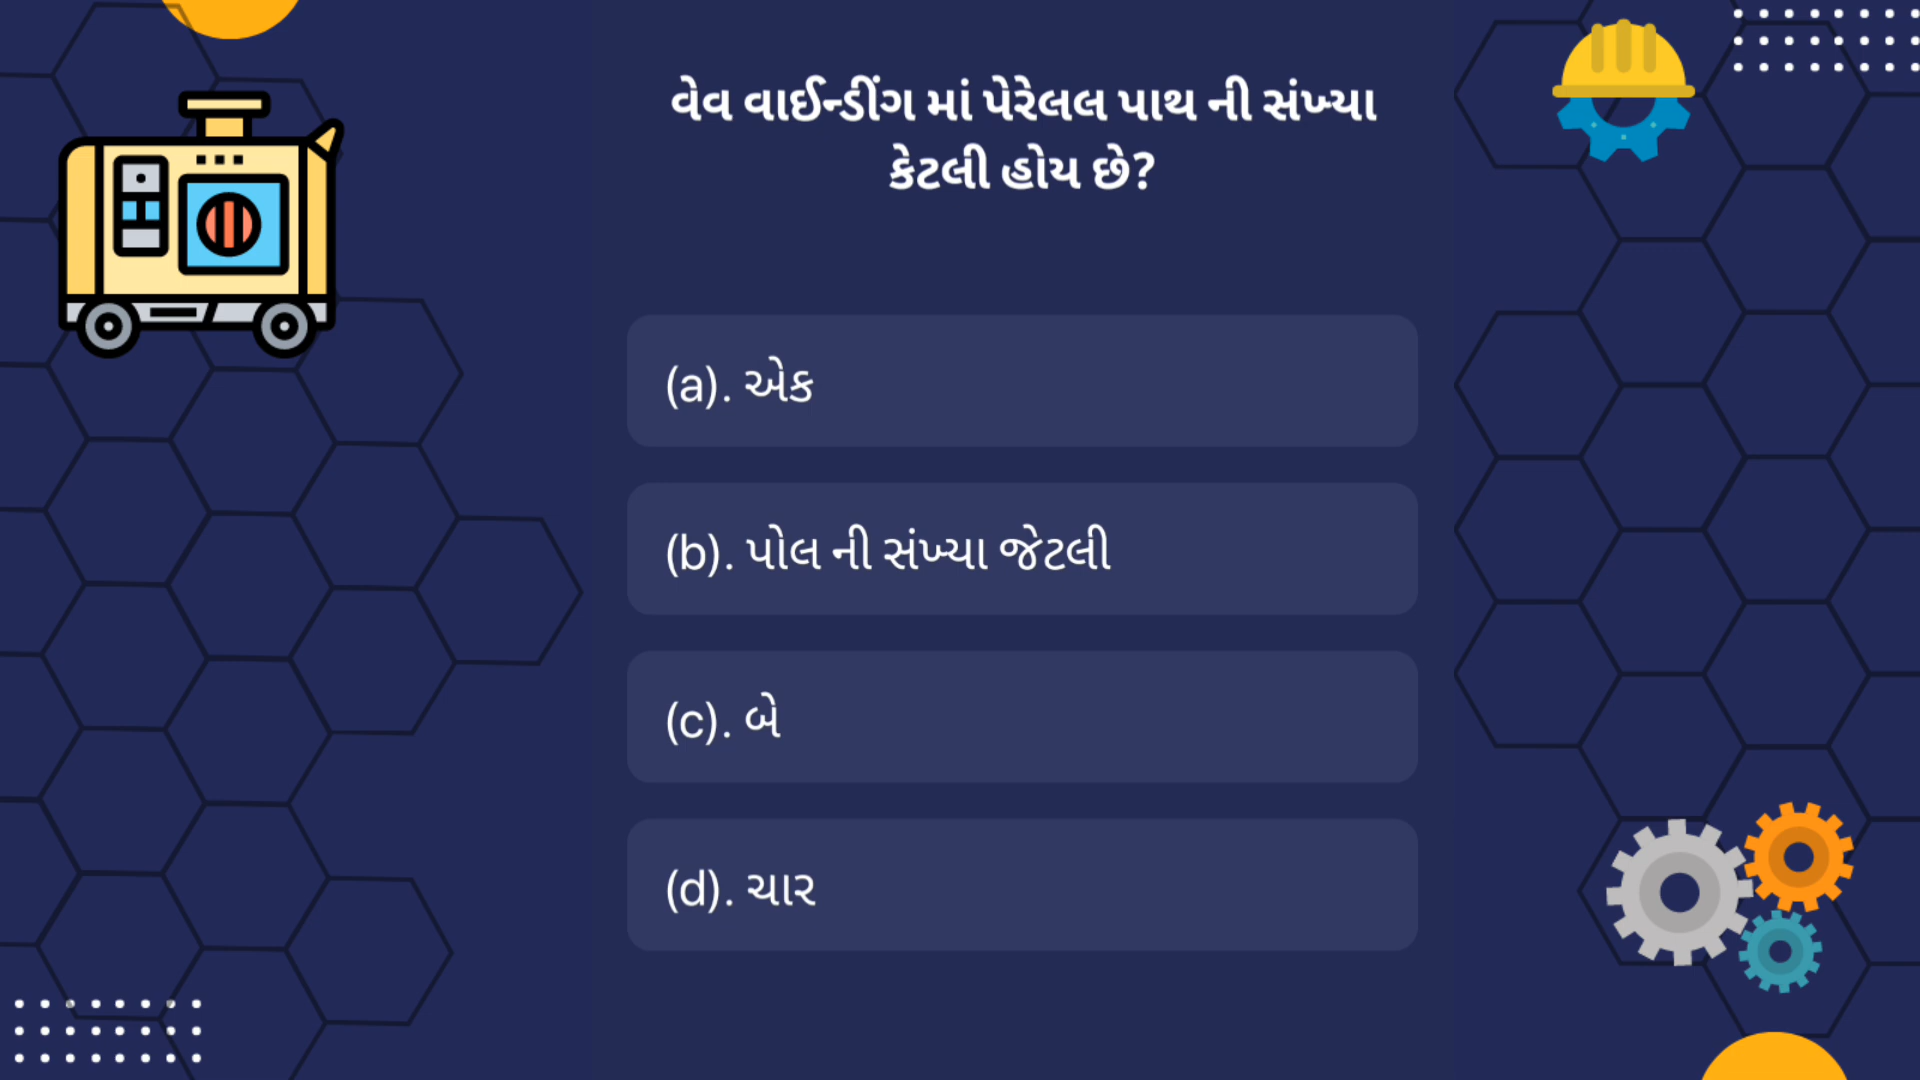 વેવ વાઈન્ડીંગ માં પેરેલલ પાથ ની સંખ્યા
કેટલી હોય છે?
(a). એક
(b). પોલ ની સંખ્યા જેટલી
(c). બે
(d). ચાર